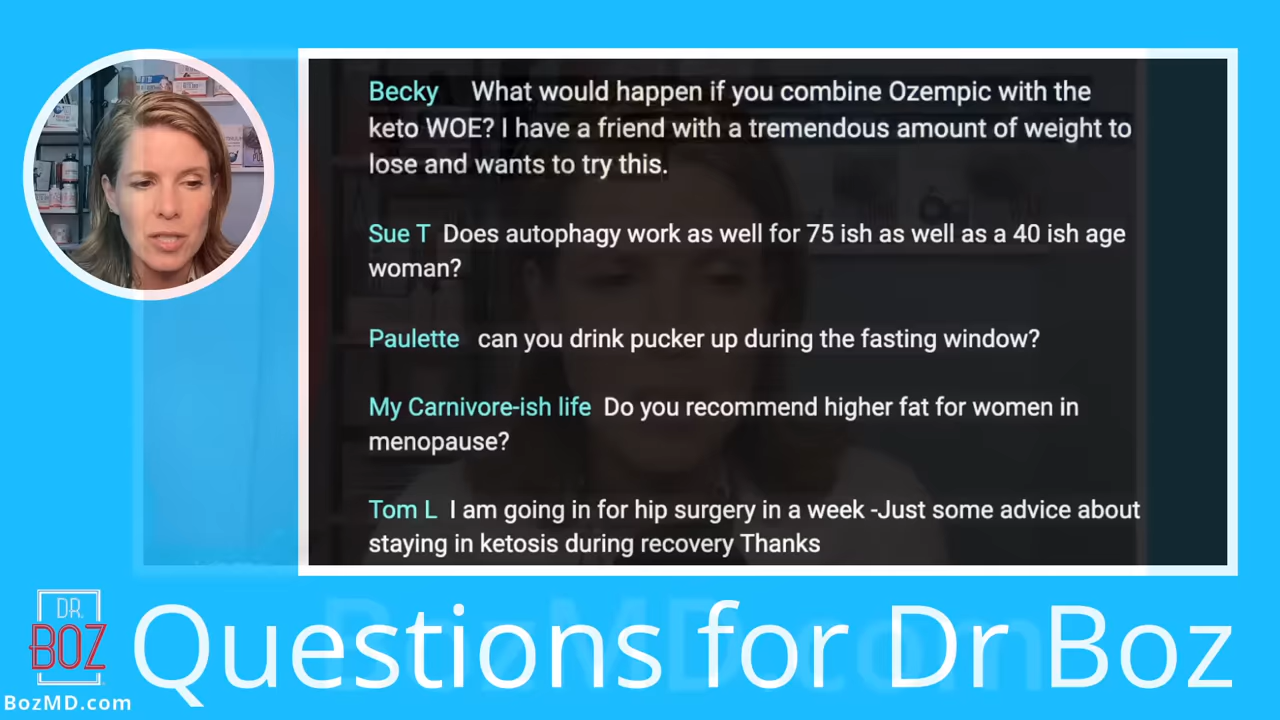 Becky What would happen if you combine Ozempic with the
keto WOE? I have a friend with a tremendous amount of weight to
lose and wants to try this.
Sue T Does autophagy work as well for 75 ish as well as a 40 ish age
woman?
Paulette can you drink pucker up during the fasting window?
My Carnivore-ish life Do you recommend higher fat for women in
menopause?
Tom L I am going in for hip surgery in a week -Just some advice about
staying in ketosis during recovery Thanks
DR.
BOZ
BozMD.com
Questions for Dr Boz
BozMD.com